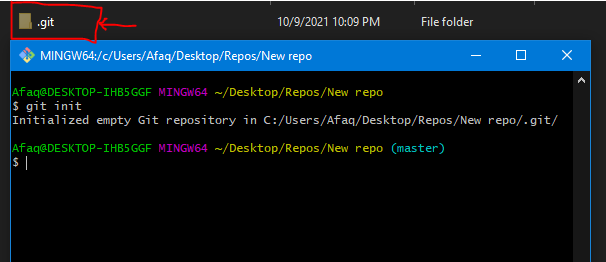 .git 10/9/2021 10:09 PM File folder
MINGW64:/c/Users/Afaq/Desktop/Repos/New repo
Afaq@DESKTOP-IHB5GGF MINGW64 ~/Desktop/Repos/New repo
$ git init
Initialized empty Git repository in C:/Users/Afaq/Desktop/Repos/New repo/.git/
Afaq@DESKTOP-IHB5GGF MINGW64 ~/Desktop/Repos/New repo (master)
$